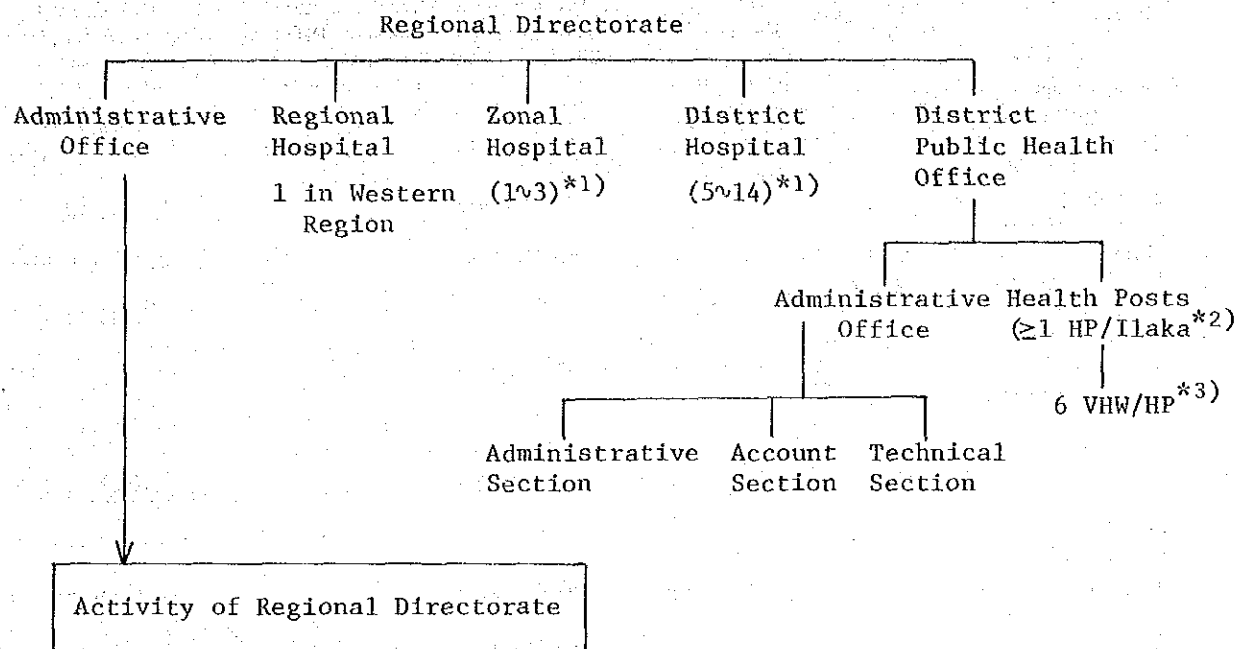 Regional Directorate
Administrative Office
Regional Hospital
1 in Western Region
Zonal Hospital
(1~3)*1)
District Hospital
(5~14)*1)
District Public Health Office
Administrative Office
Health Posts
(≥1 HP/Ilaka*2)
6 VHW/HP*3)
Administrative Section
Account Section
Technical Section
Activity of Regional Directorate